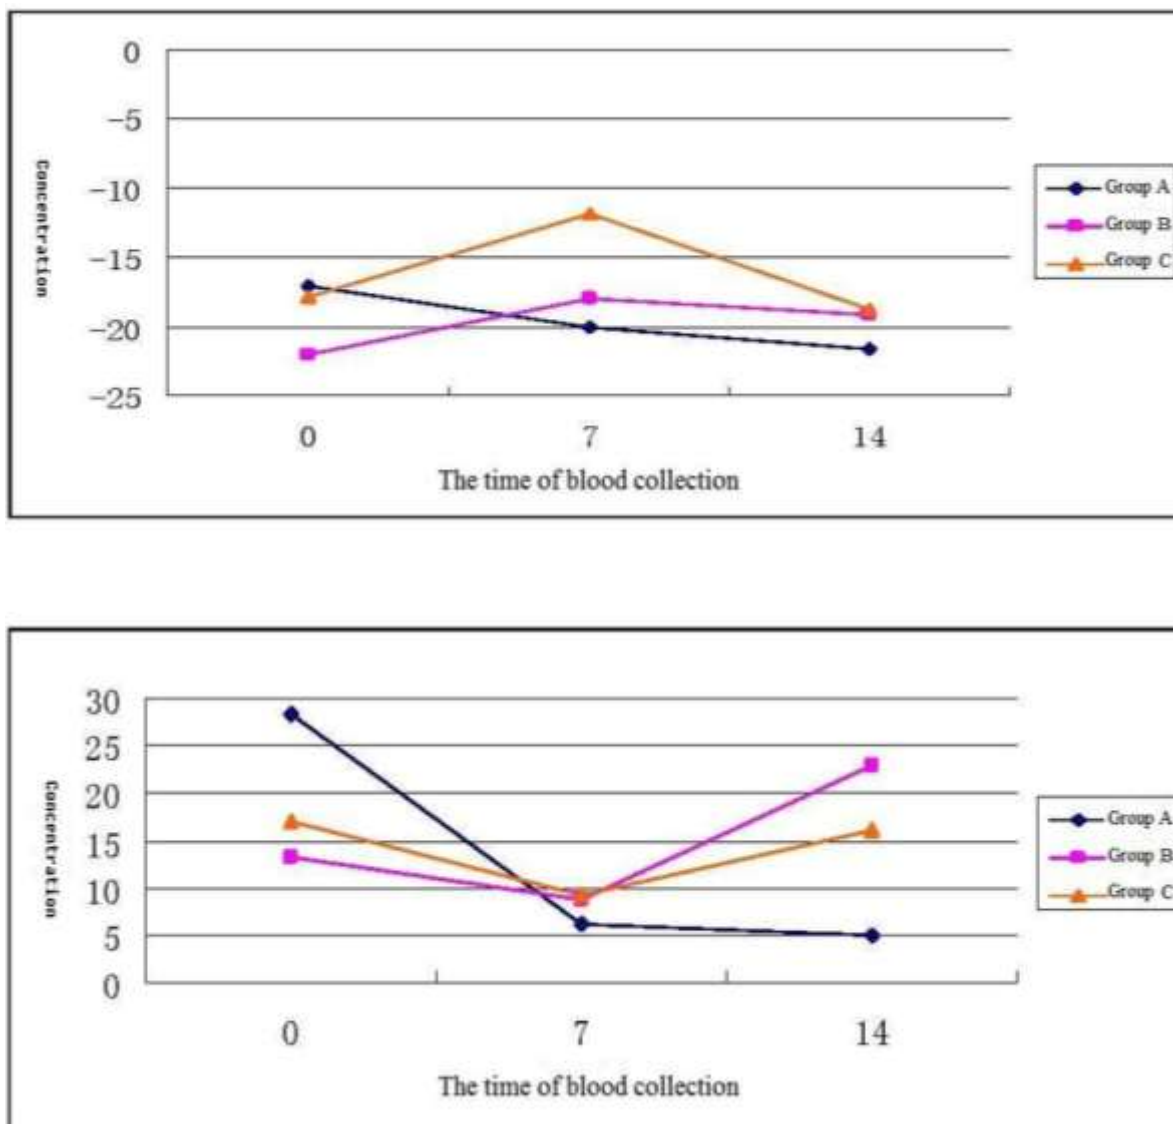 0
−5
−10
−15
−20
−25
Concentration
0 7 14
The time of blood collection
Group A
Group B
Group C
30
25
20
15
10
5
0
Concentration
0 7 14
The time of blood collection
Group A
Group B
Group C